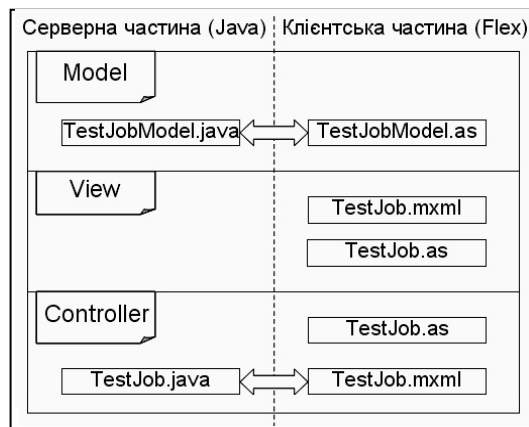 Серверна частина (Java) Клієнтська частина (Flex)
Model
TestJobModel.java TestJobModel.as
View
TestJob.mxml
TestJob.as
Controller
TestJob.as
TestJob.java TestJob.mxml